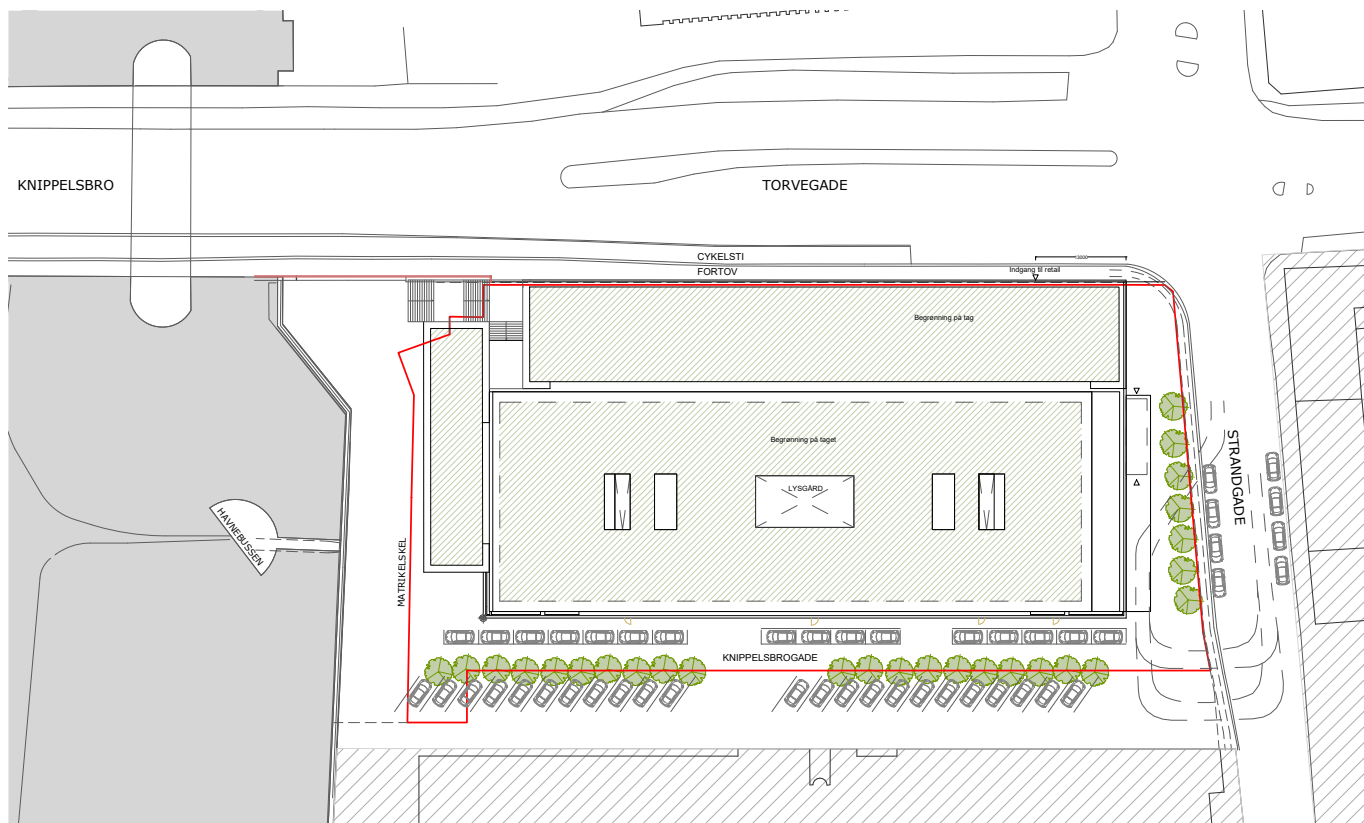 KNIPPELSBRO
TORVEGADE
CYKELSTI
FORTOV
Indgang til retail
Begrønning på tag
Begrønning på taget
LYSGÅRD
STRANDGADE
HAVNEBUSSEN
MATRIKELSKEL
KNIPPELSBROGADE